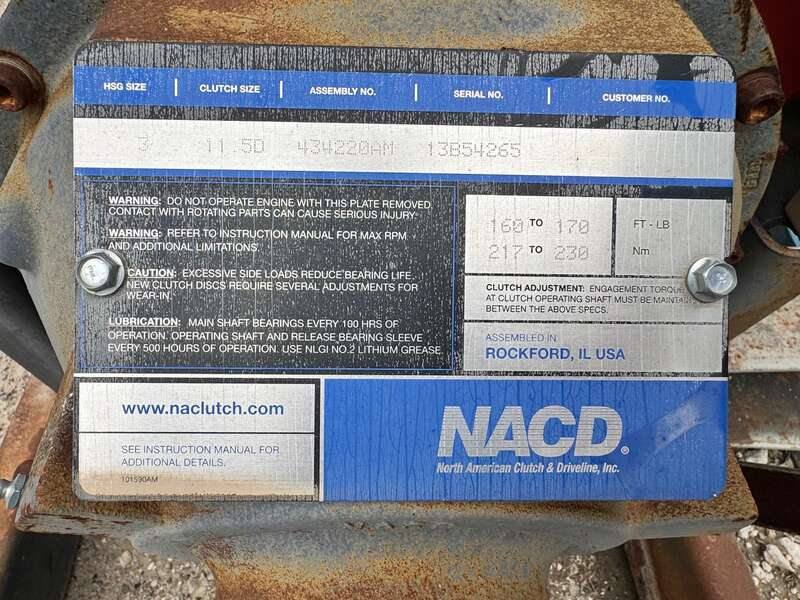 HSG SIZE | CLUTCH SIZE | ASSEMBLY NO. | SERIAL NO. | CUSTOMER NO.
3 11.5D 434220AM 13B54265
WARNING: DO NOT OPERATE ENGINE WITH THIS PLATE REMOVED.
CONTACT WITH ROTATING PARTS CAN CAUSE SERIOUS INJURY.
WARNING: REFER TO INSTRUCTION MANUAL FOR MAX RPM
AND ADDITIONAL LIMITATIONS.
CAUTION: EXCESSIVE SIDE LOADS REDUCE BEARING LIFE.
NEW CLUTCH DISCS REQUIRE SEVERAL ADJUSTMENTS FOR
WEAR-IN.
LUBRICATION: MAIN SHAFT BEARINGS EVERY 100 HRS OF
OPERATION. OPERATING SHAFT AND RELEASE BEARING SLEEVE
EVERY 500 HOURS OF OPERATION. USE NLGI NO.2 LITHIUM GREASE.
160 TO 170 FT - LB
217 TO 230 Nm
CLUTCH ADJUSTMENT: ENGAGEMENT TORQUE
AT CLUTCH OPERATING SHAFT MUST BE MAINTAI
BETWEEN THE ABOVE SPECS.
ASSEMBLED IN
ROCKFORD, IL USA
www.naclutch.com
SEE INSTRUCTION MANUAL FOR
ADDITIONAL DETAILS.
101590AM
NACD®
North American Clutch & Driveline, Inc.